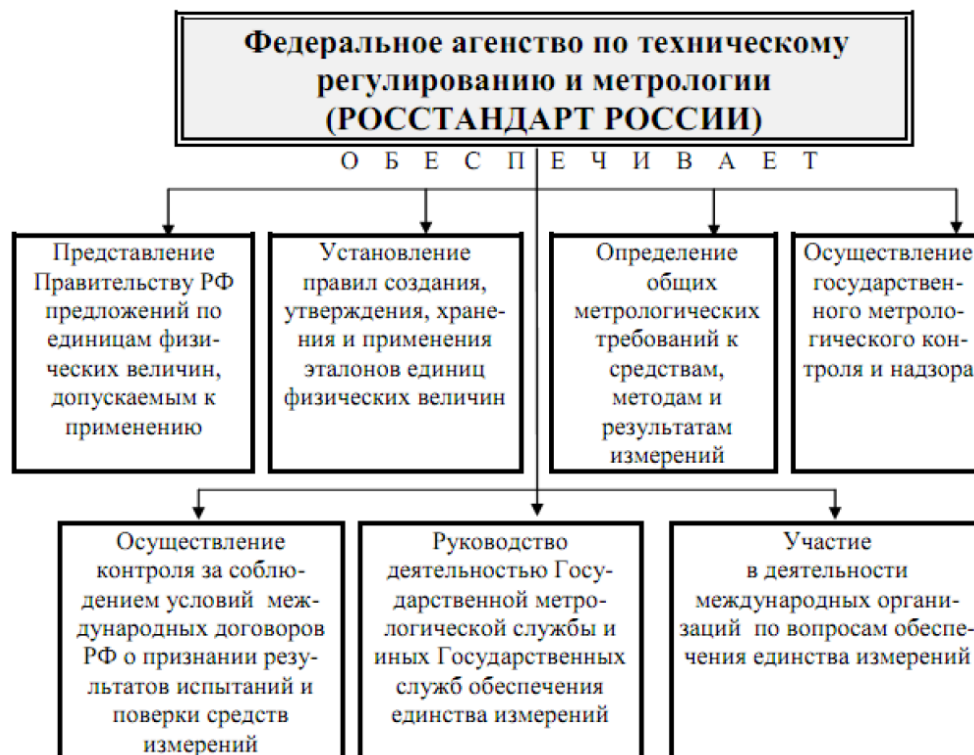 Федеральное агенство по техническому
регулированию и метрологии
(РОССТАНДАРТ РОССИИ)
О Б Е С П Е Ч И В А Е Т
Представление
Правительству РФ
предложений по
единицам физи-
ческих величин,
допускаемым к
применению
Установление
правил создания,
утверждения, хране-
ния и применения
эталонов единиц
физических величин
Определение
общих
метрологических
требований к
средствам,
методам и
результатам
измерений
Осуществление
государствен-
ного метроло-
гического кон-
троля и надзора
Осуществление
контроля за соблю-
дением условий меж-
дународных договоров
РФ о признании резу-
льтатов испытаний и
поверки средств
измерений
Руководство
деятельностью Госу-
дарственной метро-
логической службы и
иных Государственных
служб обеспечения
единства измерений
Участие
в деятельности
международных органи-
заций по вопросам обеспе-
чения единства измерений